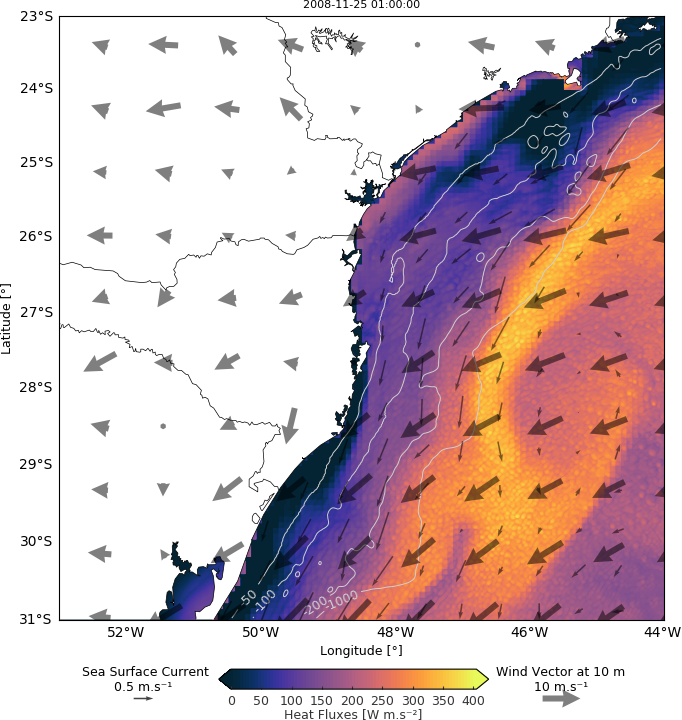 2008-11-25 01:00:00
23°S
24°S
25°S
26°S
27°S
28°S
29°S
30°S
31°S
Latitude [°]
-50
-100
-200
-1000
52°W
50°W
48°W
46°W
44°W
Longitude [°]
Sea Surface Current
0.5 m.s⁻¹
0
50
100
150
200
250
300
350
400
Heat Fluxes [W m.s⁻²]
Wind Vector at 10 m
10 m.s⁻¹